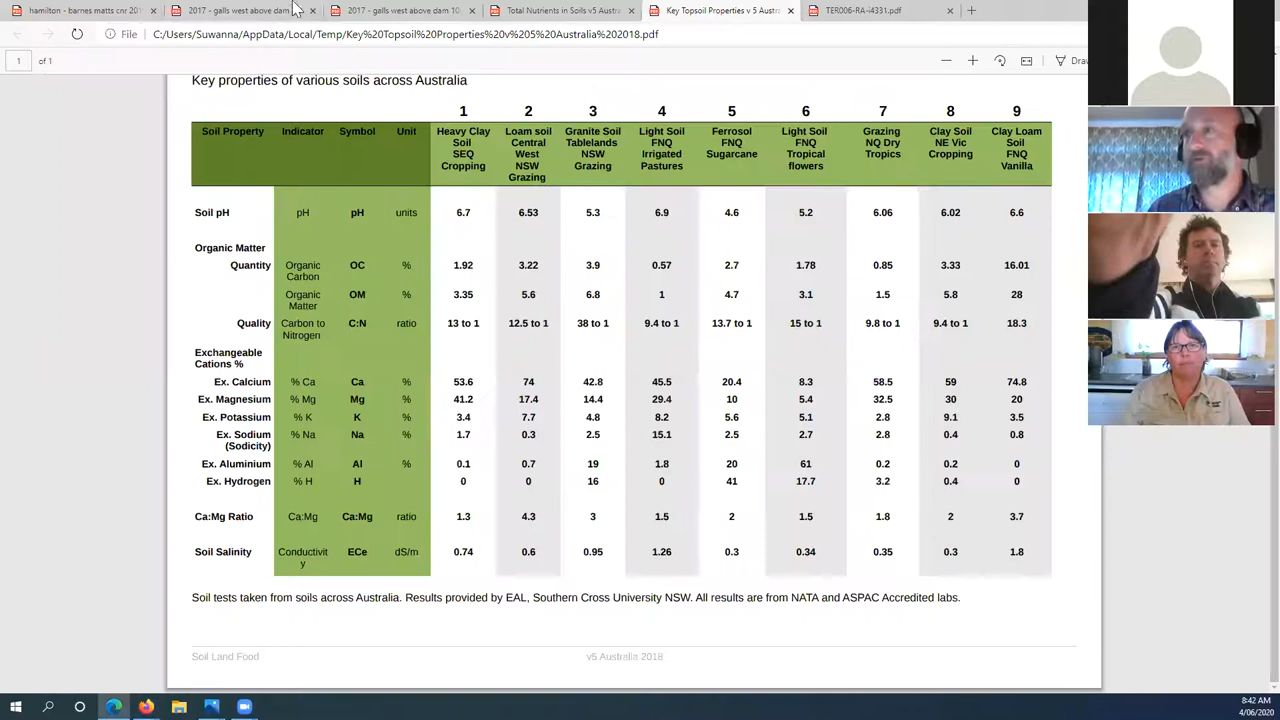 hamilton - barnes matts cnr 201
2017 - galls west above dam
2017 - galls west above dam 10
Total Nutrients in Soils v5 Austra
Key Topsoil Properties v 5 Austra
TER006-RA-i4331.pdf
File C:/Users/Suwanna/AppData/Local/Temp/Key%20Topsoil%20Properties%20v%205%20Australia%202018.pdf
1 of 1
Draw
Key properties of various soils across Australia
1 2 3 4 5 6 7 8 9
Soil Property Indicator Symbol Unit Heavy Clay Loam soil Granite Soil Light Soil Ferrosol Light Soil Grazing Clay Soil Clay Loam
Soil Central Tablelands FNQ FNQ FNQ NQ Dry NE Vic Soil
SEQ West NSW Irrigated Sugarcane Tropical Tropics Cropping FNQ
Cropping NSW Grazing Pastures flowers Vanilla
Grazing
Soil pH pH pH units 6.7 6.53 5.3 6.9 4.6 5.2 6.06 6.02 6.6
Organic Matter
Quantity Organic OC % 1.92 3.22 3.9 0.57 2.7 1.78 0.85 3.33 16.01
Carbon
Organic OM % 3.35 5.6 6.8 1 4.7 3.1 1.5 5.8 28
Matter
Quality Carbon to C:N ratio 13 to 1 12.5 to 1 38 to 1 9.4 to 1 13.7 to 1 15 to 1 9.8 to 1 9.4 to 1 18.3
Nitrogen
Exchangeable
Cations %
Ex. Calcium % Ca Ca % 53.6 74 42.8 45.5 20.4 8.3 58.5 59 74.8
Ex. Magnesium % Mg Mg % 41.2 17.4 14.4 29.4 10 5.4 32.5 30 20
Ex. Potassium % K K % 3.4 7.7 4.8 8.2 5.6 5.1 2.8 9.1 3.5
Ex. Sodium % Na Na % 1.7 0.3 2.5 15.1 2.5 2.7 2.8 0.4 0.8
(Sodicity)
Ex. Aluminium % Al Al % 0.1 0.7 19 1.8 20 61 0.2 0.2 0
Ex. Hydrogen % H H 0 0 16 0 41 17.7 3.2 0.4 0
Ca:Mg Ratio Ca:Mg Ca:Mg ratio 1.3 4.3 3 1.5 2 1.5 1.8 2 3.7
Soil Salinity Conductivit ECe dS/m 0.74 0.6 0.95 1.26 0.3 0.34 0.35 0.3 1.8
y
Soil tests taken from soils across Australia. Results provided by EAL, Southern Cross University NSW. All results are from NATA and ASPAC Accredited labs.
Soil Land Food v5 Australia 2018
8:42 AM
4/06/2020